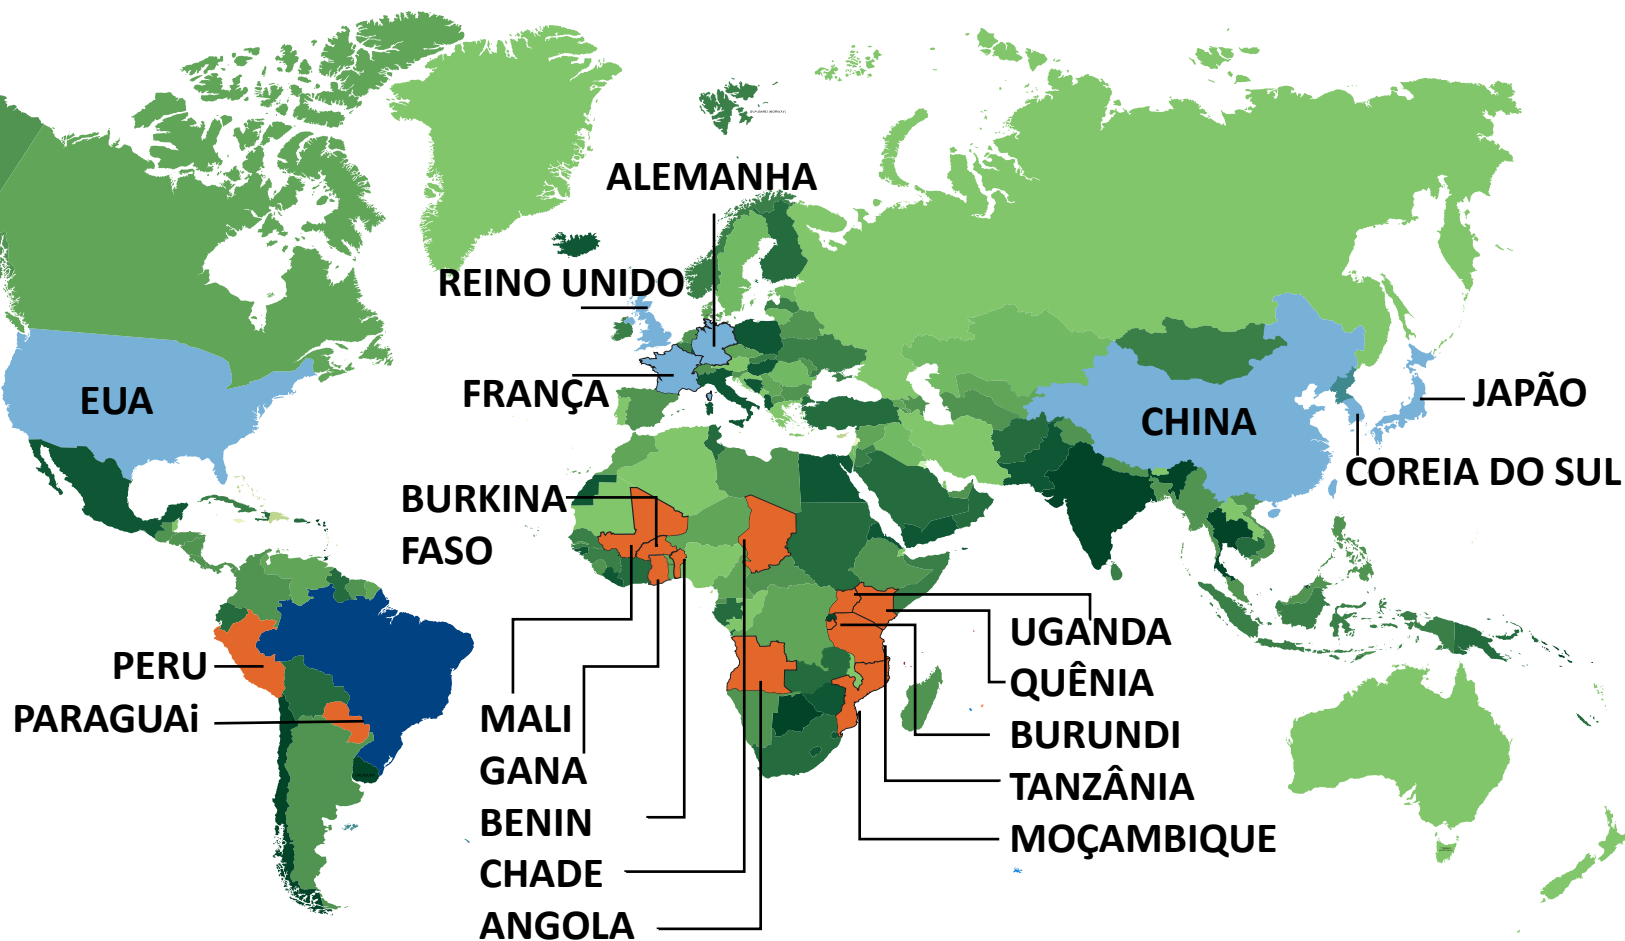 ALEMANHA
REINO UNIDO
FRANÇA
EUA
CHINA
JAPÃO
COREIA DO SUL
BURKINA
FASO
PERU
PARAGUAi
MALI
GANA
BENIN
CHADE
ANGOLA
UGANDA
QUÊNIA
BURUNDI
TANZÂNIA
MOÇAMBIQUE